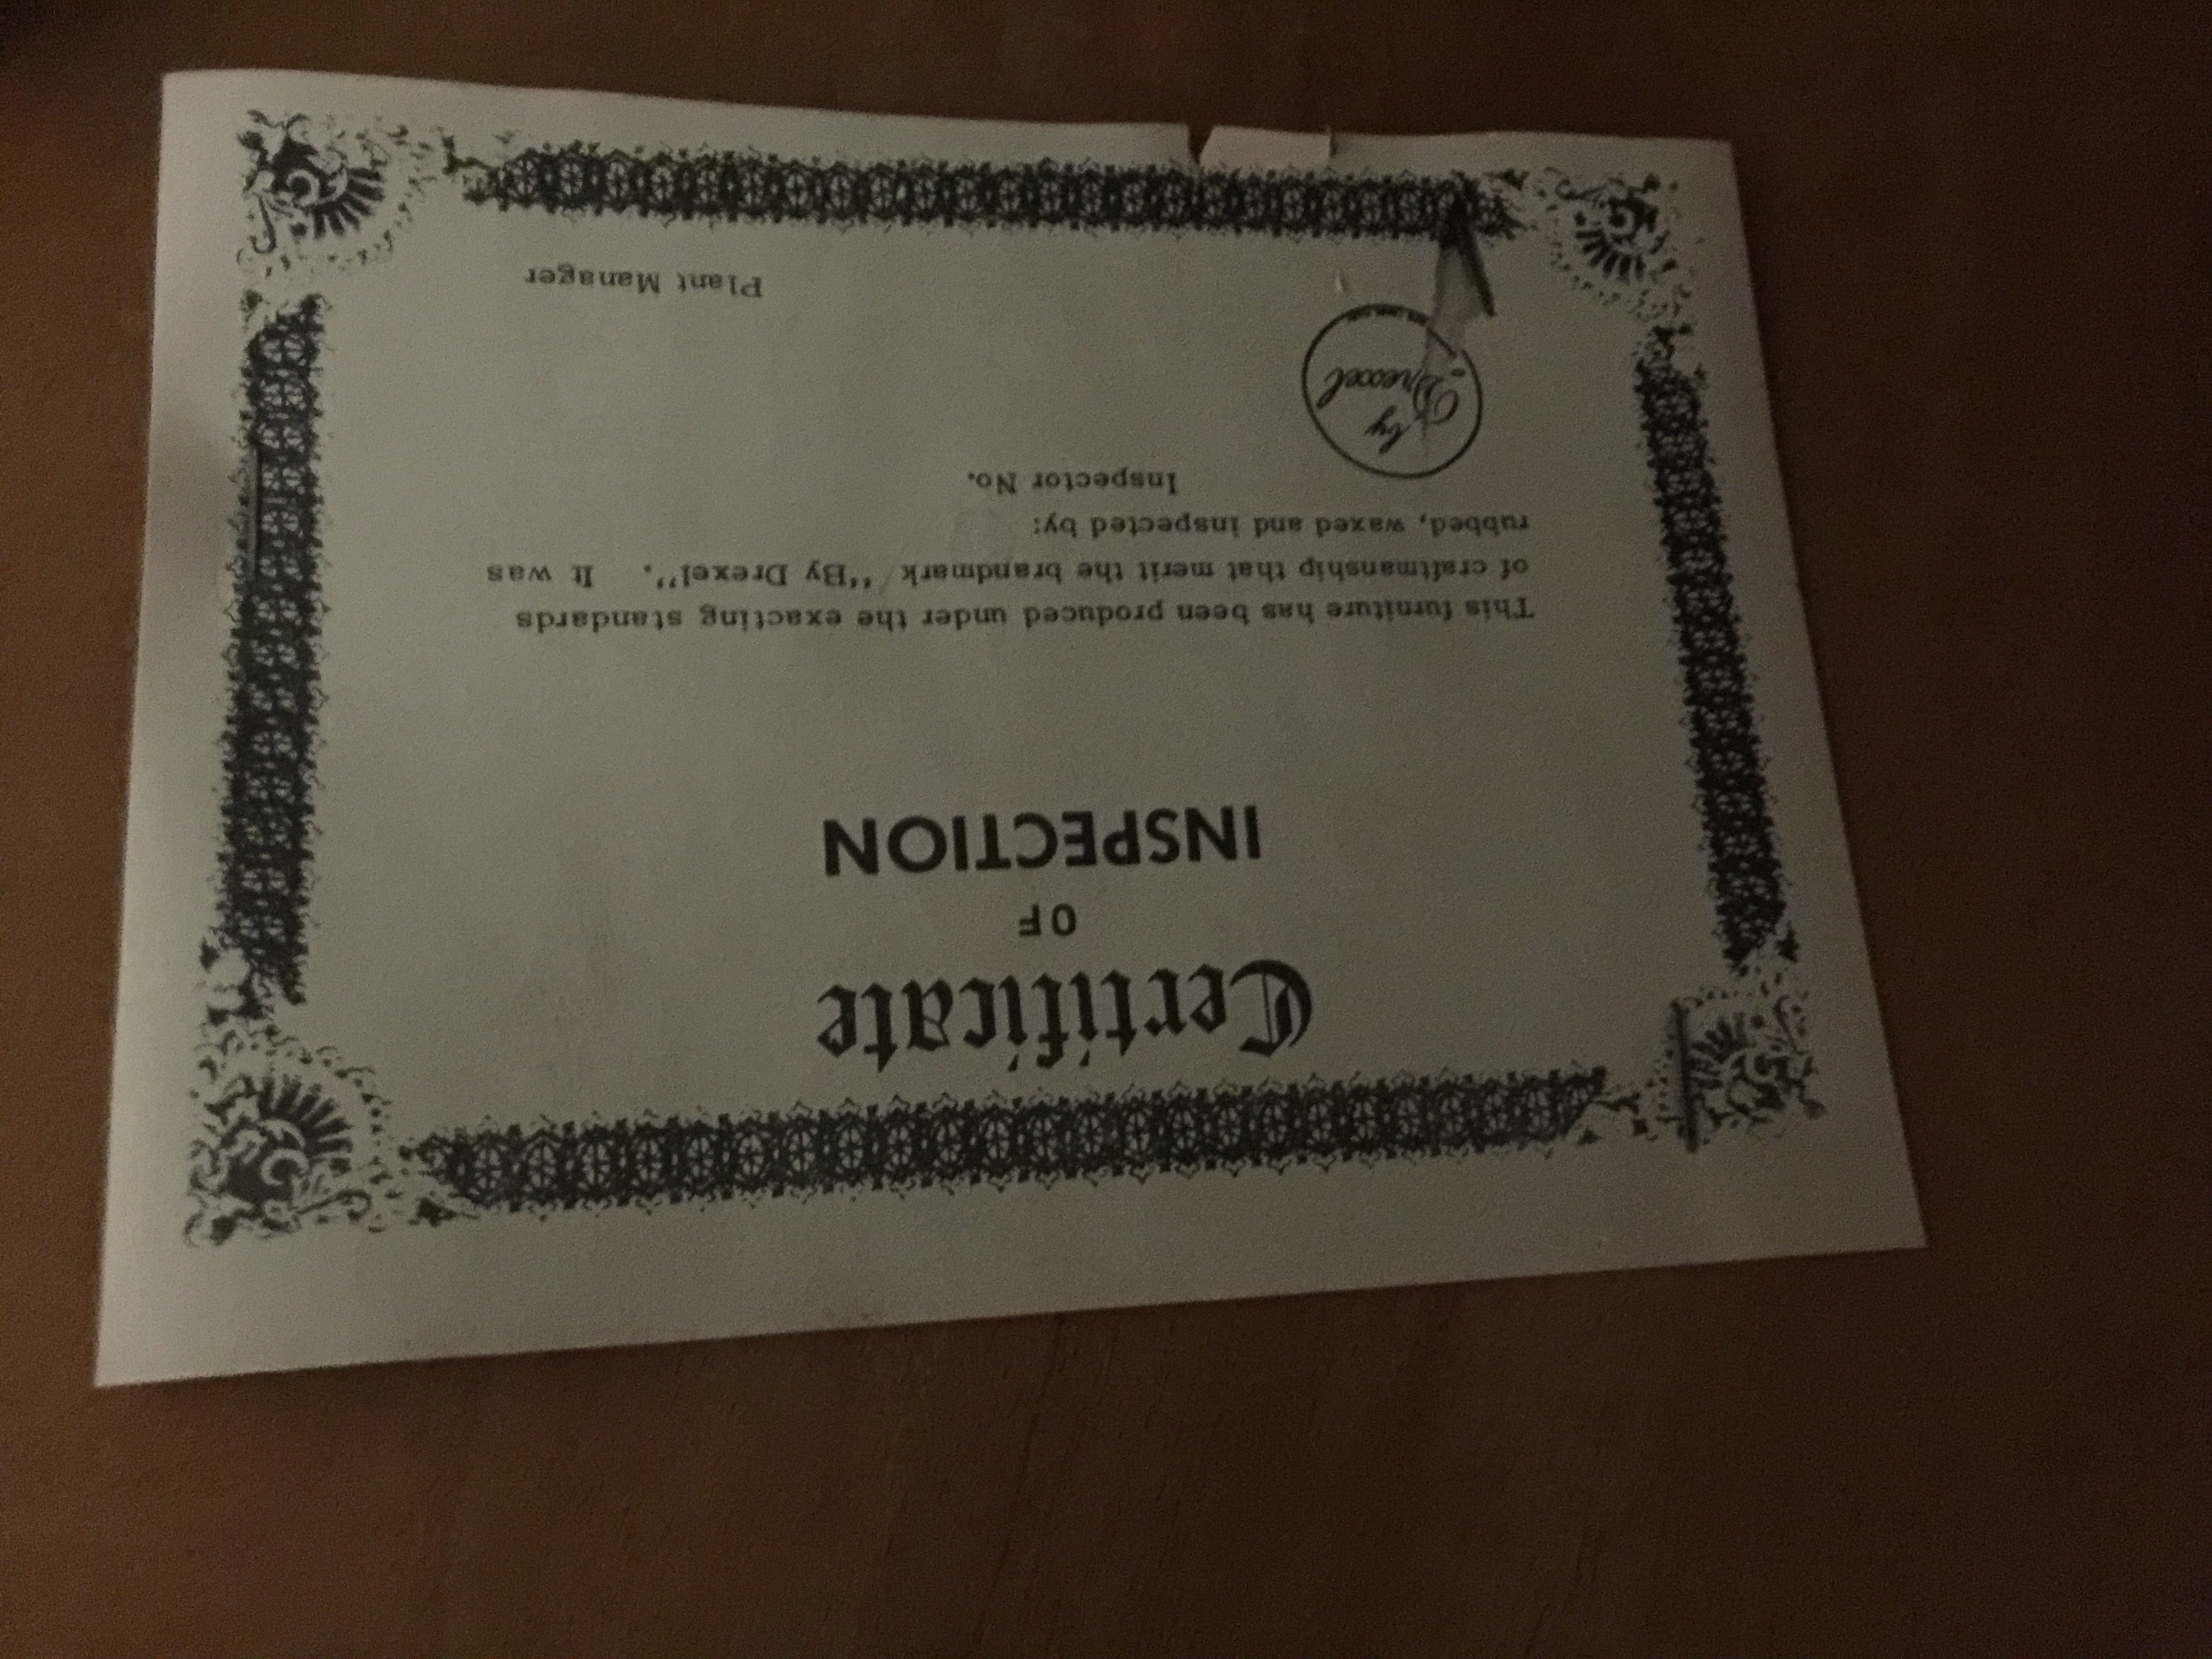 Certificate
OF
INSPECTION
This furniture has been produced under the exacting standards
of craftmanship that merit the brandmark "By Drexel". It was
rubbed, waxed and inspected by:
Inspector No.
by
Drexel
Plant Manager